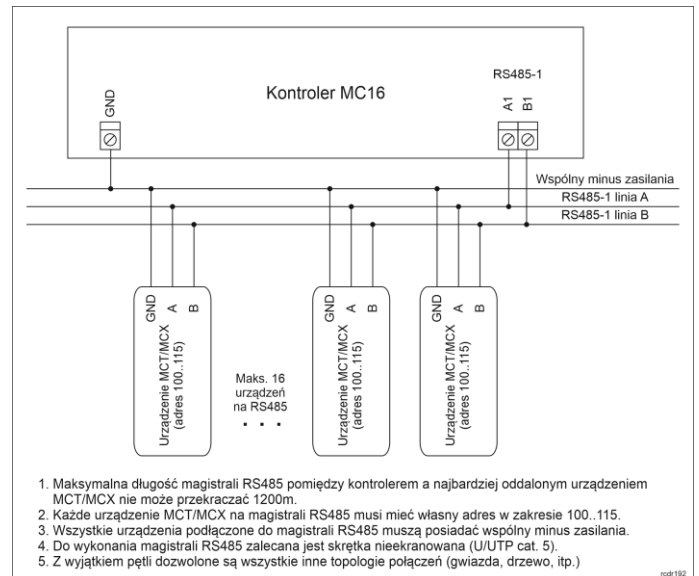 Kontroler MC16
RS485-1
GND
A1
B1
Wspólny minus zasilania
RS485-1 linia A
RS485-1 linia B
GND
A
B
Urządzenie MCT/MCX
(adres 100..115)
Maks. 16
urządzeń
na RS485
. . .
GND
A
B
Urządzenie MCT/MCX
(adres 100..115)
GND
A
B
Urządzenie MCT/MCX
(adres 100..115)
1. Maksymalna długość magistrali RS485 pomiędzy kontrolerem a najbardziej oddalonym urządzeniem
MCT/MCX nie może przekraczać 1200m.
2. Każde urządzenie MCT/MCX na magistrali RS485 musi mieć własny adres w zakresie 100..115.
3. Wszystkie urządzenia podłączone do magistrali RS485 muszą posiadać wspólny minus zasilania.
4. Do wykonania magistrali RS485 zalecana jest skrętka nieekranowana (U/UTP cat. 5).
5. Z wyjątkiem pętli dozwolone są wszystkie inne topologie połączeń (gwiazda, drzewo, itp.)
rcdr192